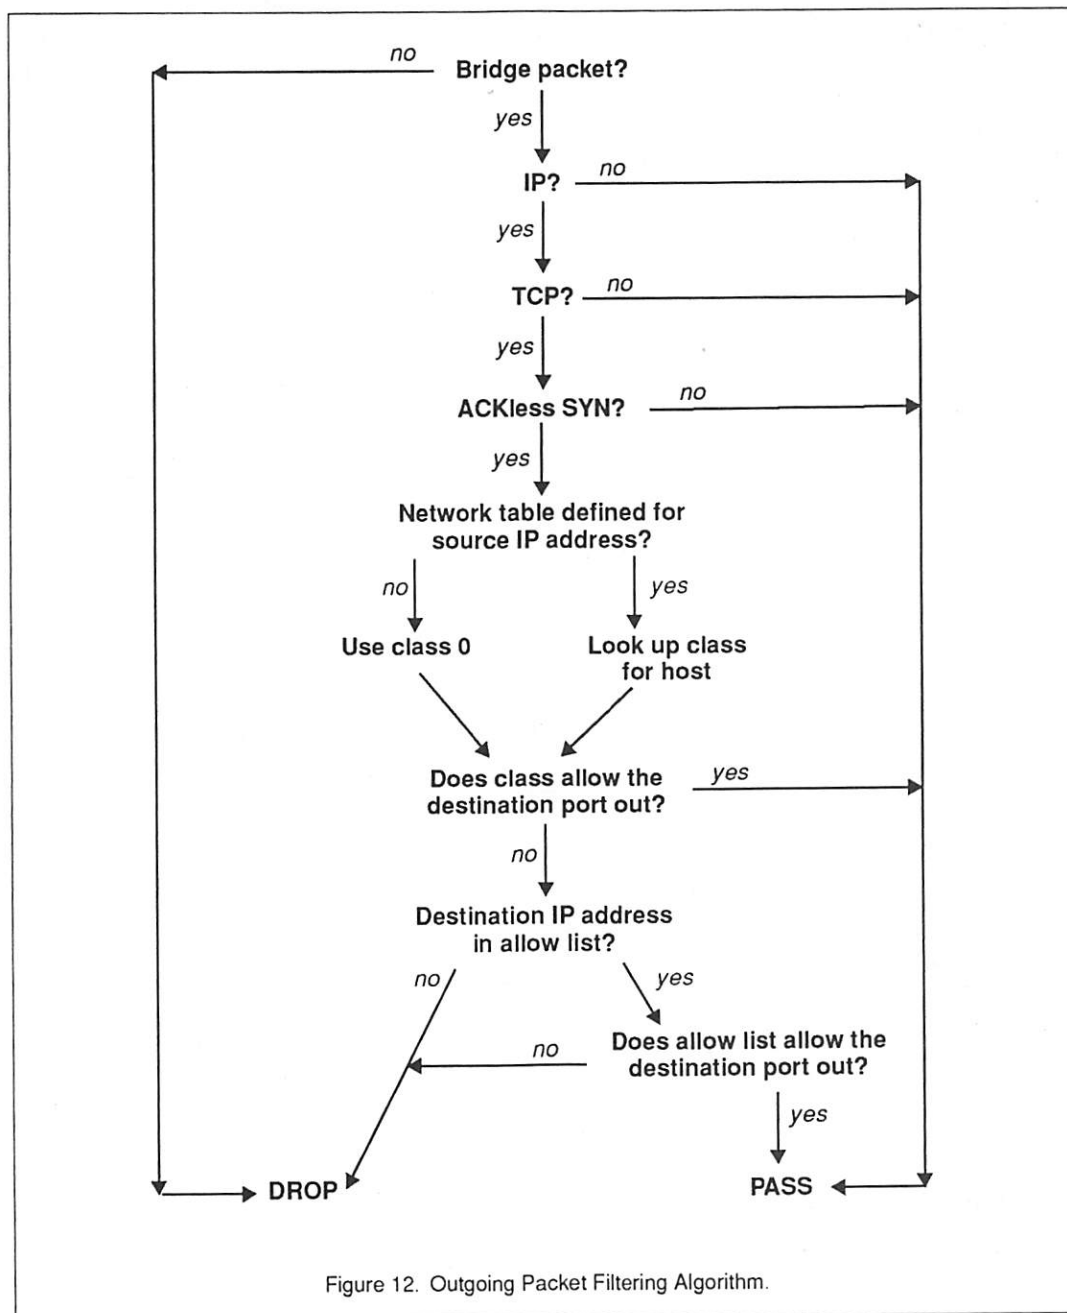 no
Bridge packet?
yes
IP?
no
yes
TCP?
no
yes
ACKless SYN?
no
yes
Network table defined for
source IP address?
no
yes
Use class 0
Look up class
for host
Does class allow the
destination port out?
yes
no
Destination IP address
in allow list?
no
yes
Does allow list allow the
destination port out?
no
yes
DROP
PASS
Figure 12. Outgoing Packet Filtering Algorithm.